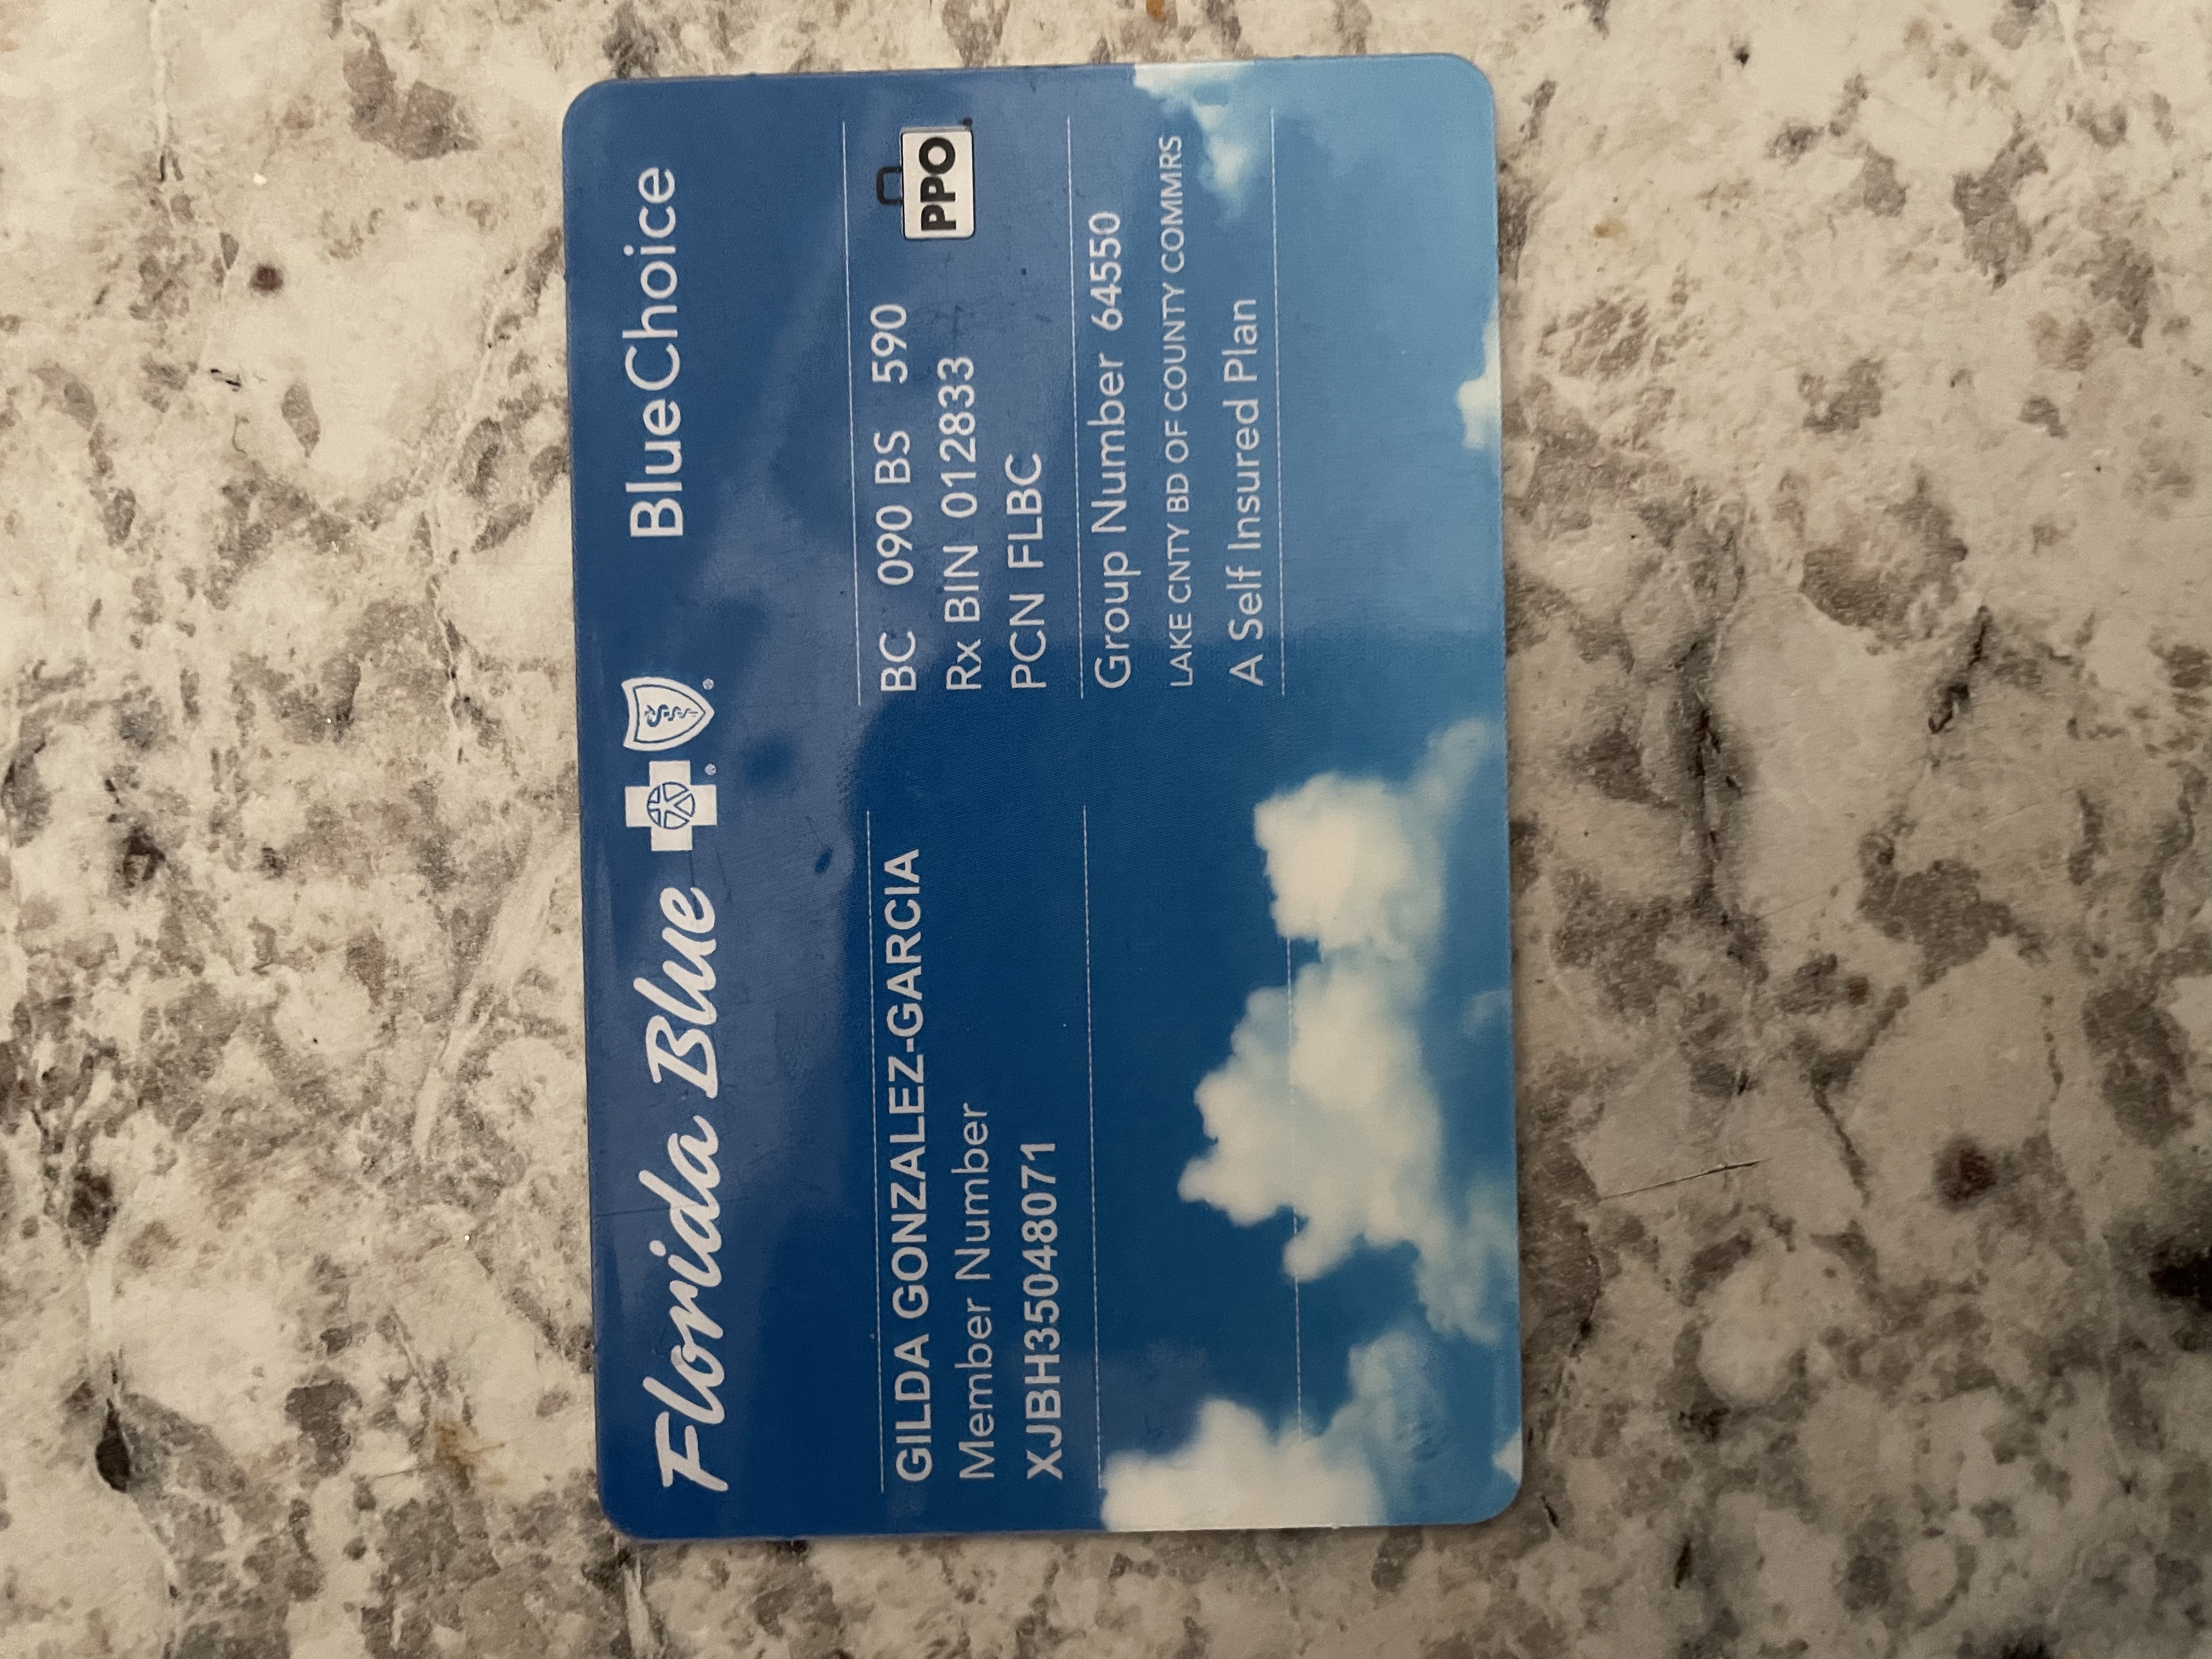 Florida Blue
BlueChoice
GILDA GONZALEZ-GARCIA
Member Number
XJBH35048071
BC 090 BS 590
PPO
Rx BIN 012833
PCN FLBC
Group Number 64550
LAKE CNTY BD OF COUNTY COMMRS
A Self Insured Plan